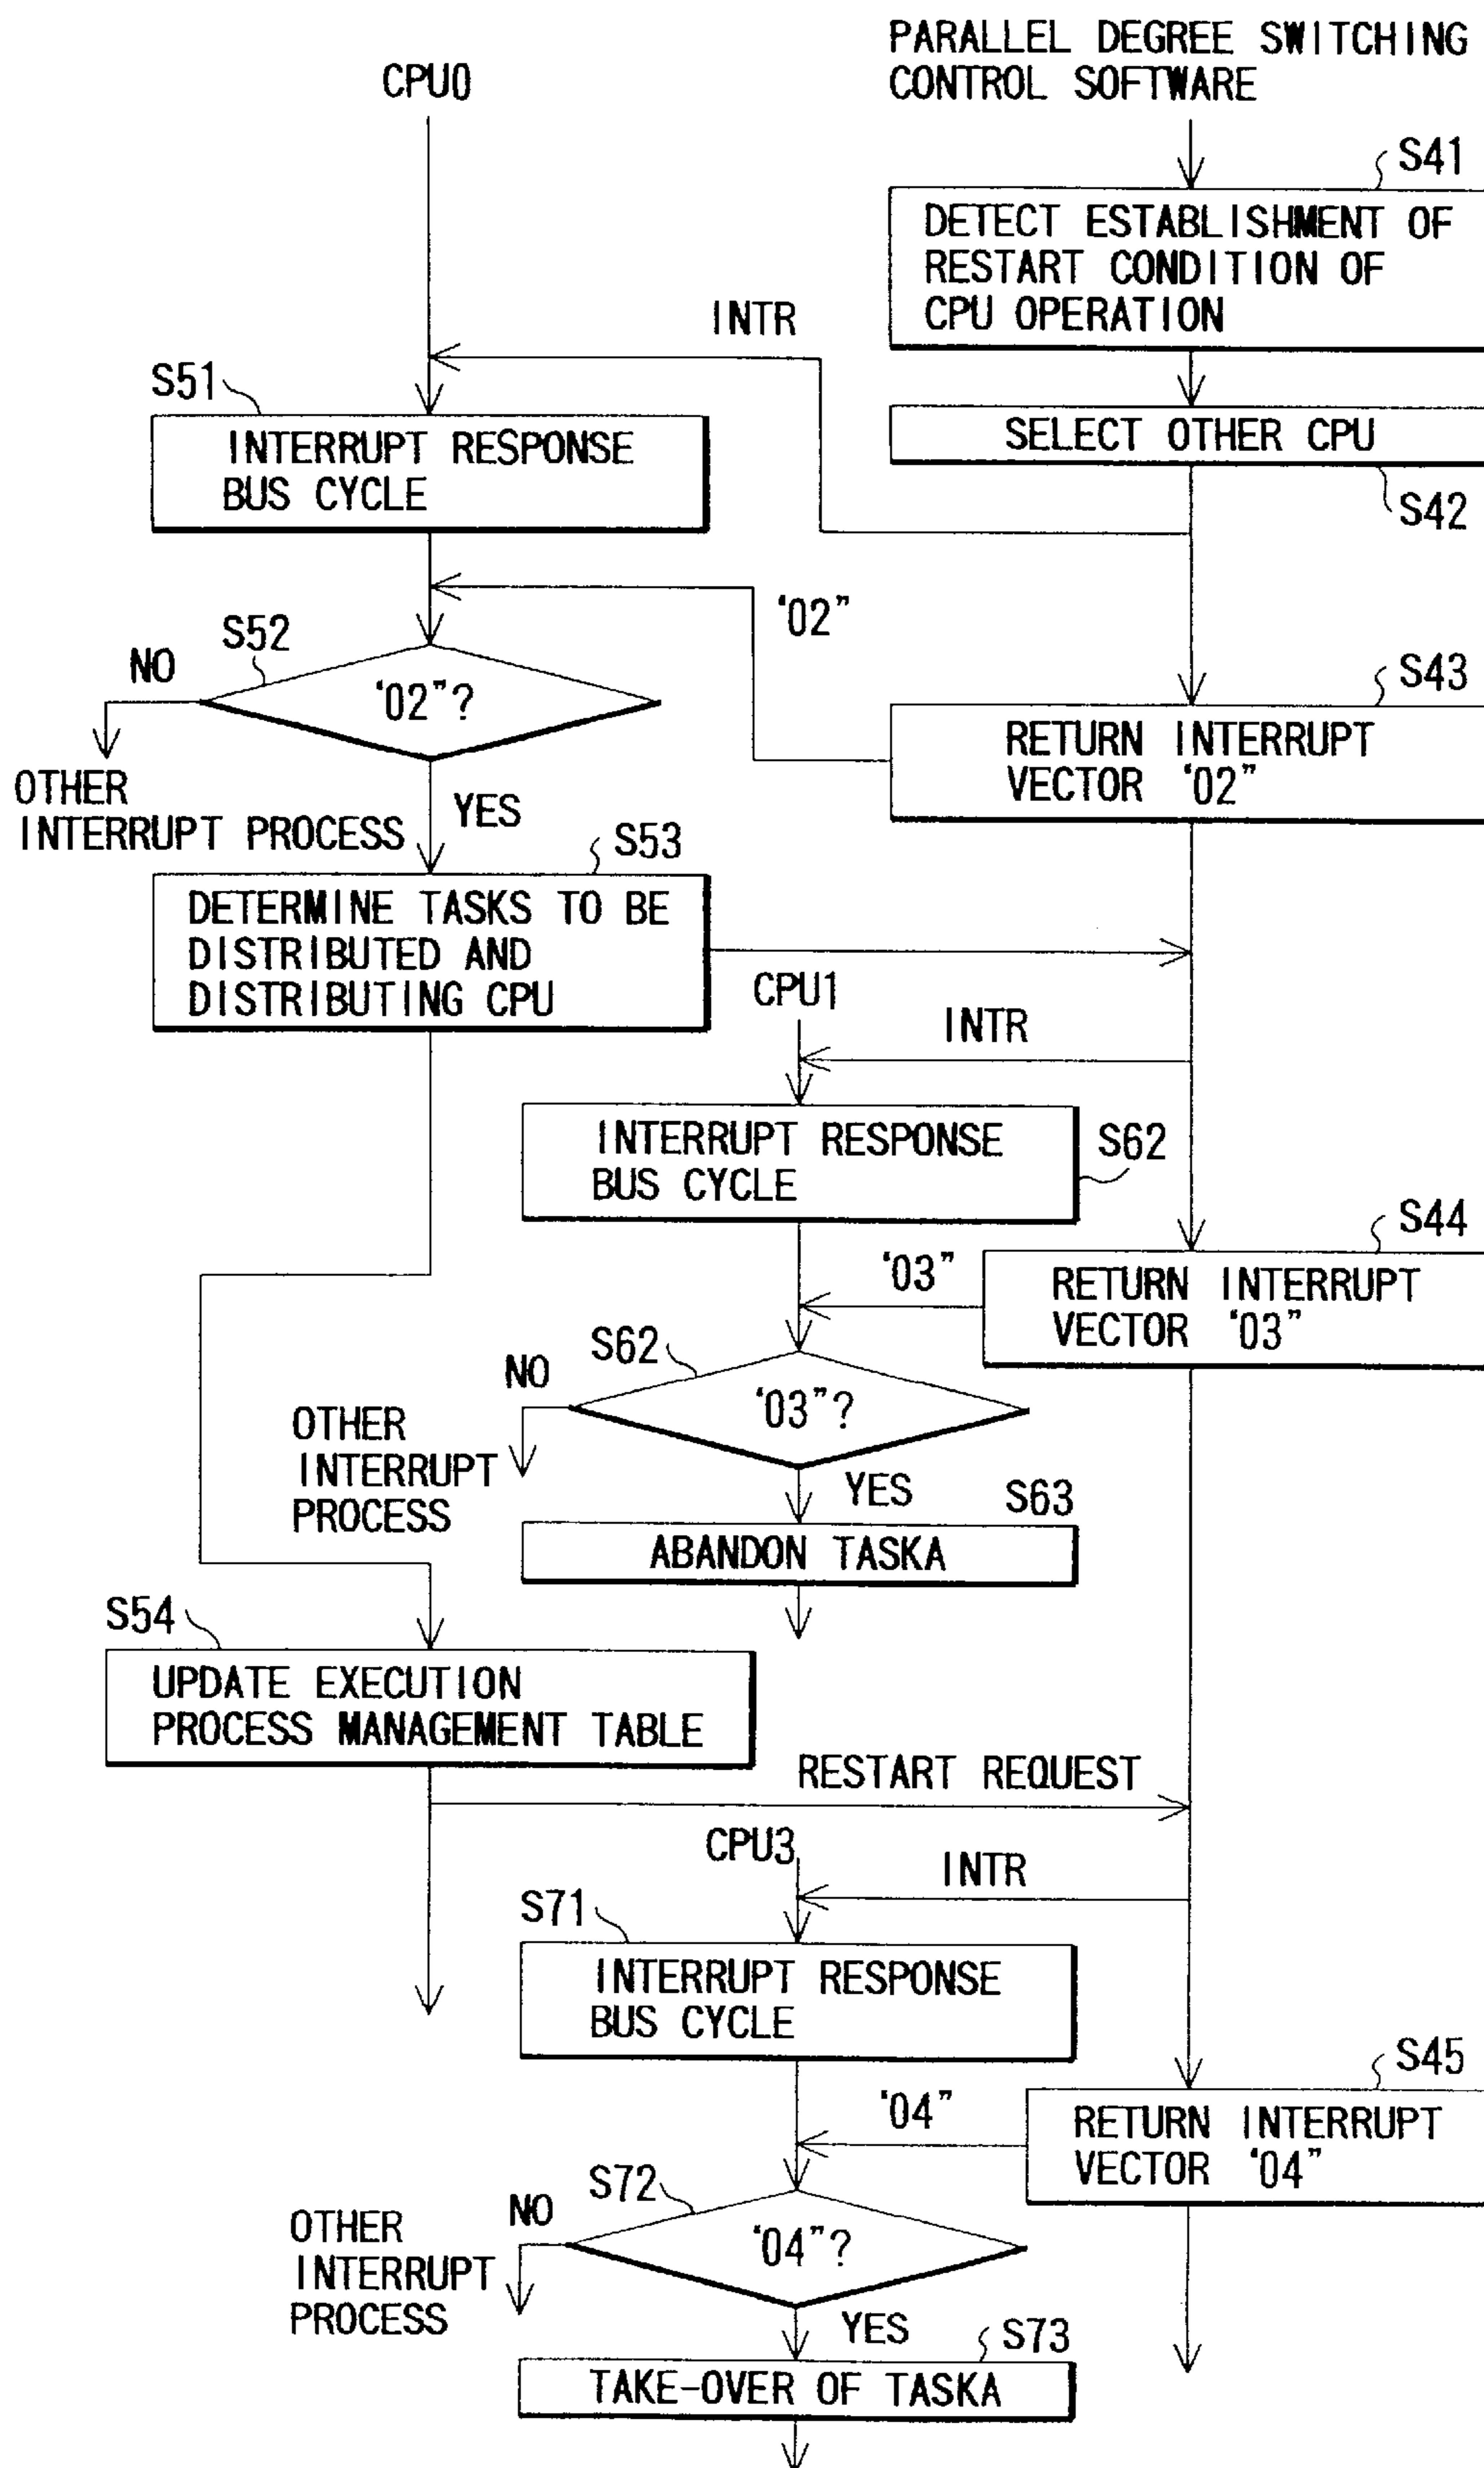 PARALLEL DEGREE SWITCHING
CONTROL SOFTWARE
CPU0
S41
DETECT ESTABLISHMENT OF
RESTART CONDITION OF
CPU OPERATION
INTR
S51
INTERRUPT RESPONSE
BUS CYCLE
SELECT OTHER CPU
S42
‘02”
S52
NO
‘02”?
S43
RETURN INTERRUPT
VECTOR ‘02”
OTHER
INTERRUPT PROCESS
YES
S53
DETERMINE TASKS TO BE
DISTRIBUTED AND
DISTRIBUTING CPU
CPU1
INTR
INTERRUPT RESPONSE
BUS CYCLE
S62
S44
‘03”
RETURN INTERRUPT
VECTOR ‘03”
S62
NO
‘03”?
OTHER
INTERRUPT
PROCESS
YES
S63
ABANDON TASKA
S54
UPDATE EXECUTION
PROCESS MANAGEMENT TABLE
RESTART REQUEST
CPU3
INTR
S71
INTERRUPT RESPONSE
BUS CYCLE
S45
‘04”
RETURN INTERRUPT
VECTOR ‘04”
S72
NO
‘04”?
OTHER
INTERRUPT
PROCESS
YES
S73
TAKE-OVER OF TASKA